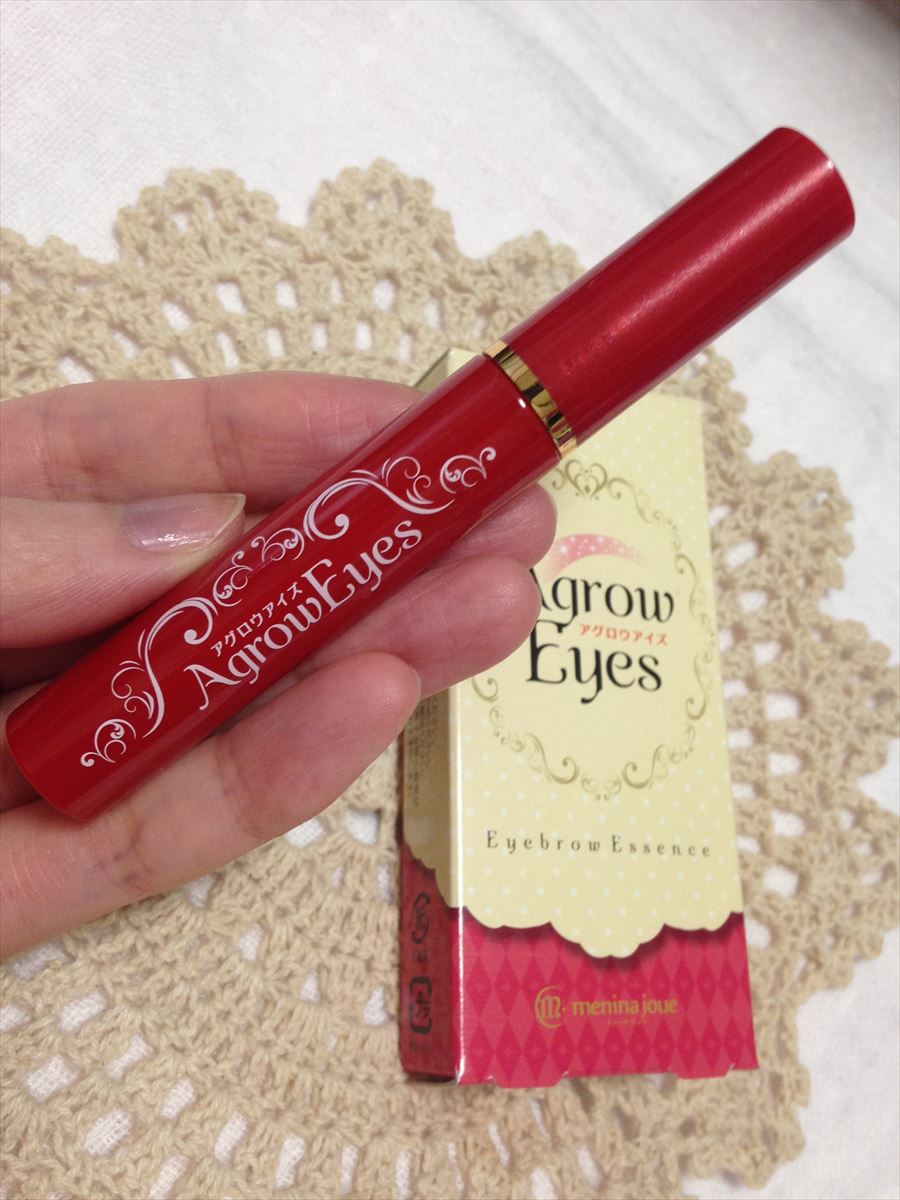 アグロウアイズ
AgrowEyes
Agrow
アグロウアイズ
Eyes
Eyebrow Essence
m
menina joue